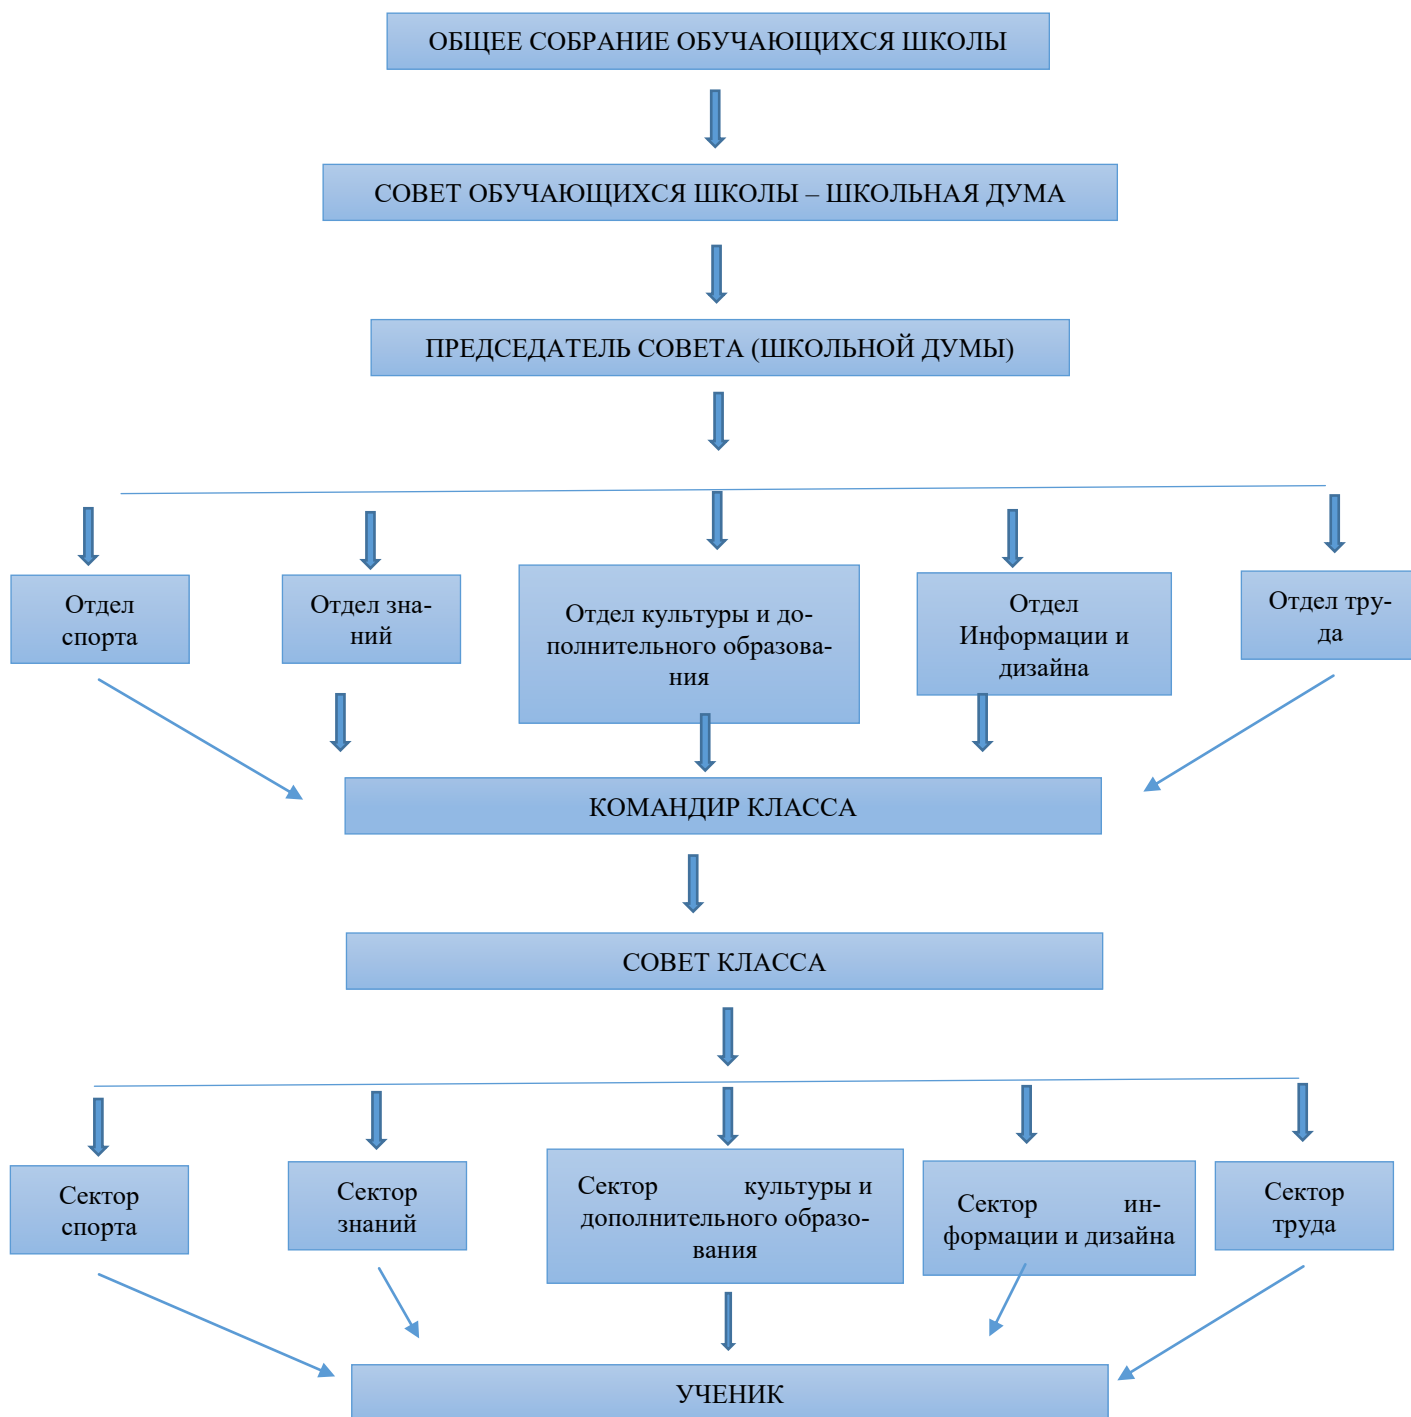 ОБЩЕЕ СОБРАНИЕ ОБУЧАЮЩИХСЯ ШКОЛЫ
СОВЕТ ОБУЧАЮЩИХСЯ ШКОЛЫ – ШКОЛЬНАЯ ДУМА
ПРЕДСЕДАТЕЛЬ СОВЕТА (ШКОЛЬНОЙ ДУМЫ)
Отдел
спорта
Отдел зна-
ний
Отдел культуры и до-
полнительного образова-
ния
Отдел
Информации и
дизайна
Отдел тру-
да
КОМАНДИР КЛАССА
СОВЕТ КЛАССА
Сектор
спорта
Сектор
знаний
Сектор культуры и
дополнительного образо-
вания
Сектор ин-
формации и дизайна
Сектор
труда
УЧЕНИК